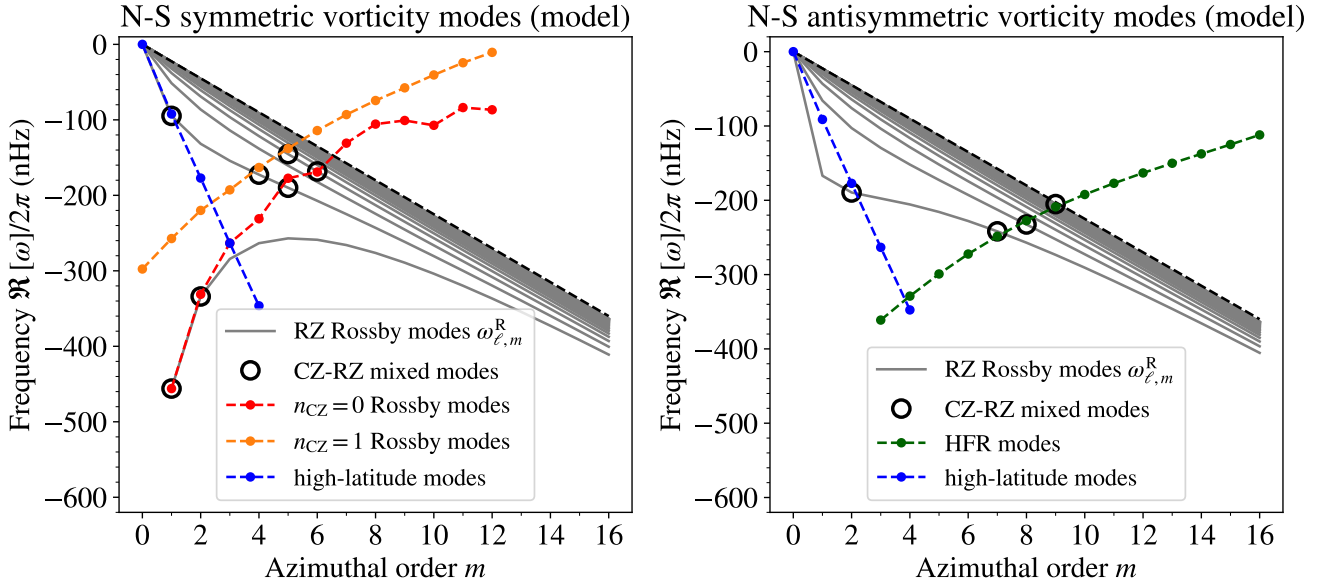 N-S symmetric vorticity modes (model)
0
−100
−200
−300
−400
−500
−600
Frequency ℜ [ω]/2π (nHz)
RZ Rossby modes ω^R_{ℓ,m}
CZ-RZ mixed modes
n_CZ = 0 Rossby modes
n_CZ = 1 Rossby modes
high-latitude modes
0 2 4 6 8 10 12 14 16
Azimuthal order m
N-S antisymmetric vorticity modes (model)
0
−100
−200
−300
−400
−500
−600
Frequency ℜ [ω]/2π (nHz)
RZ Rossby modes ω^R_{ℓ,m}
CZ-RZ mixed modes
HFR modes
high-latitude modes
0 2 4 6 8 10 12 14 16
Azimuthal order m